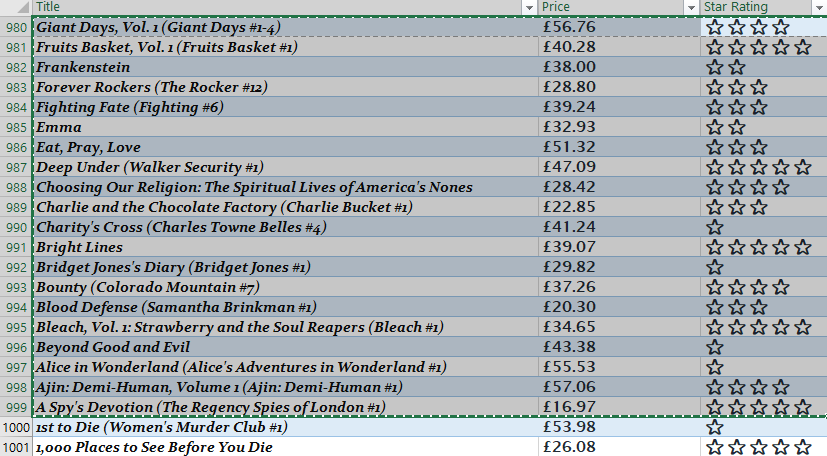 Title Price Star Rating
980 Giant Days, Vol. 1 (Giant Days #1-4) £56.76 ☆☆☆☆
981 Fruits Basket, Vol. 1 (Fruits Basket #1) £40.28 ☆☆☆☆☆
982 Frankenstein £38.00 ☆☆
983 Forever Rockers (The Rocker #12) £28.80 ☆☆☆
984 Fighting Fate (Fighting #6) £39.24 ☆☆☆
985 Emma £32.93 ☆☆
986 Eat, Pray, Love £51.32 ☆☆☆
987 Deep Under (Walker Security #1) £47.09 ☆☆☆☆☆
988 Choosing Our Religion: The Spiritual Lives of America's Nones £28.42 ☆☆☆☆
989 Charlie and the Chocolate Factory (Charlie Bucket #1) £22.85 ☆☆☆
990 Charity's Cross (Charles Towne Belles #4) £41.24 ☆
991 Bright Lines £39.07 ☆☆☆☆☆
992 Bridget Jones's Diary (Bridget Jones #1) £29.82 ☆
993 Bounty (Colorado Mountain #7) £37.26 ☆☆☆☆
994 Blood Defense (Samantha Brinkman #1) £20.30 ☆☆☆
995 Bleach, Vol. 1: Strawberry and the Soul Reapers (Bleach #1) £34.65 ☆☆☆☆☆
996 Beyond Good and Evil £43.38 ☆
997 Alice in Wonderland (Alice's Adventures in Wonderland #1) £55.53 ☆
998 Ajin: Demi-Human, Volume 1 (Ajin: Demi-Human #1) £57.06 ☆☆☆☆
999 A Spy's Devotion (The Regency Spies of London #1) £16.97 ☆☆☆☆☆
1000 1st to Die (Women's Murder Club #1) £53.98 ☆
1001 1,000 Places to See Before You Die £26.08 ☆☆☆☆☆